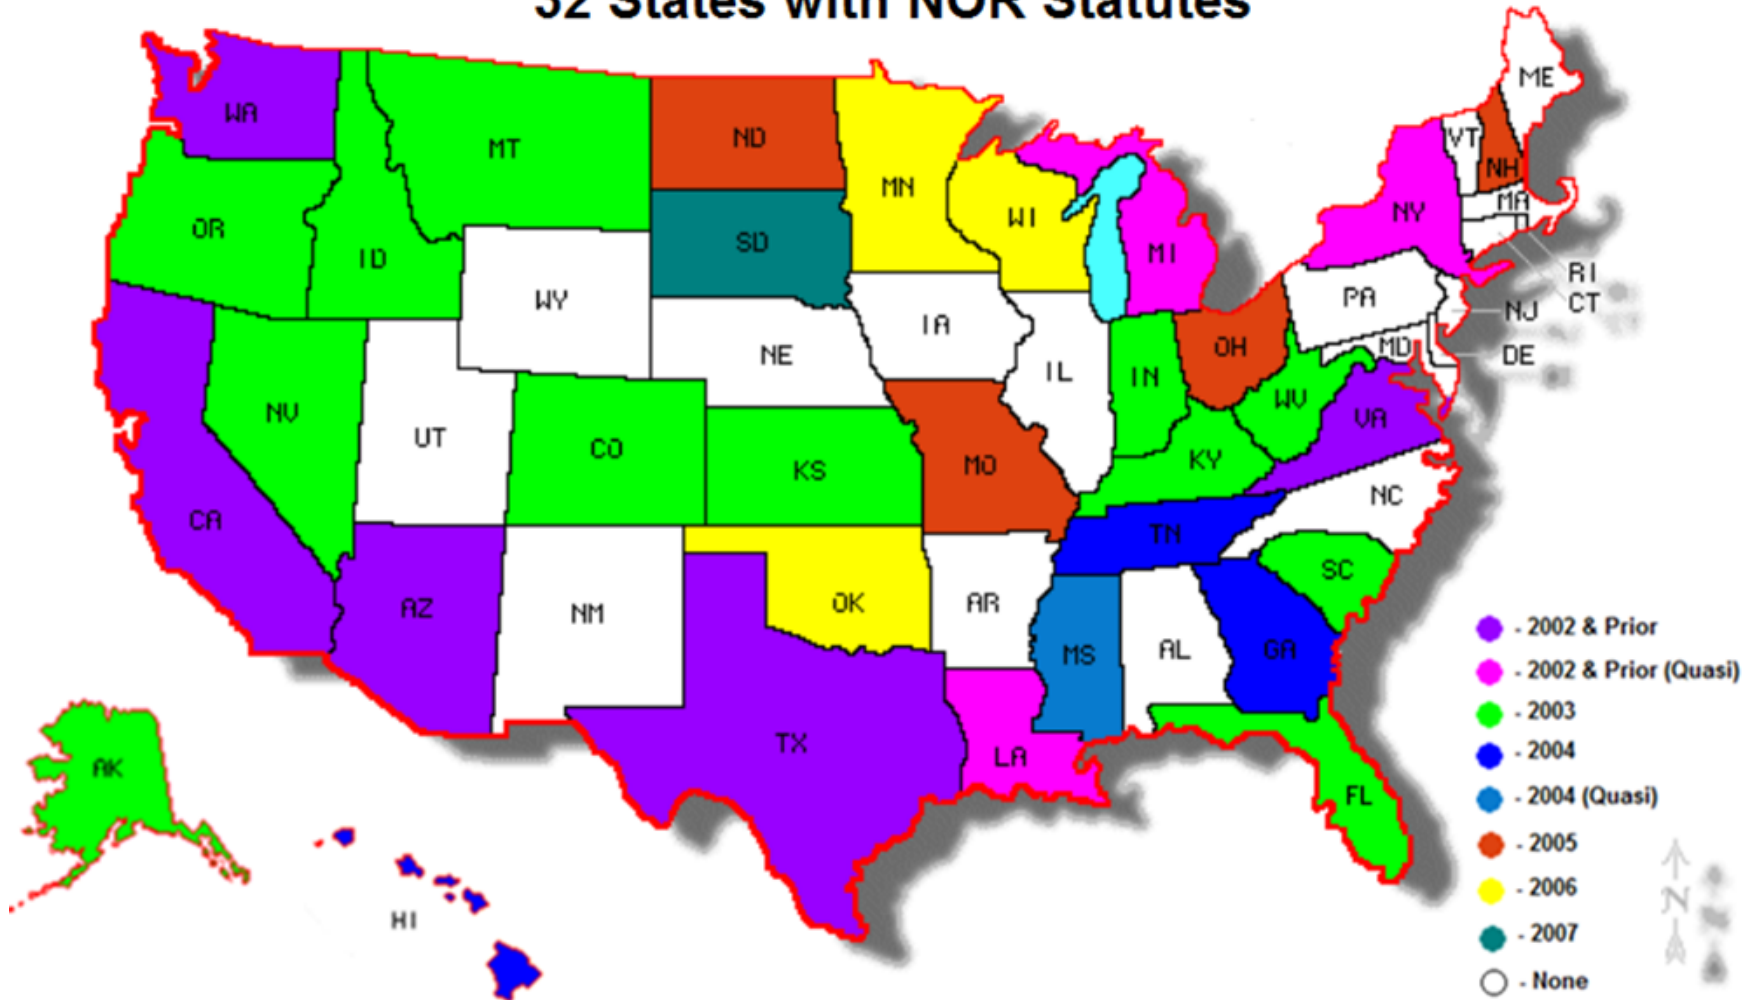 32 States with NOR Statutes
WA
MT
ND
MN
ME
VT
NH
OR
ID
SD
WI
MI
NY
MA
WY
RI
CT
NE
IA
PA
NJ
IL
IN
OH
MD
DE
NV
UT
CO
KS
MO
KY
WV
VA
CA
NC
TN
AZ
NM
OK
AR
SC
MS
AL
GA
TX
LA
AK
FL
HI
- 2002 & Prior
- 2002 & Prior (Quasi)
- 2003
- 2004
- 2004 (Quasi)
- 2005
- 2006
- 2007
- None
N